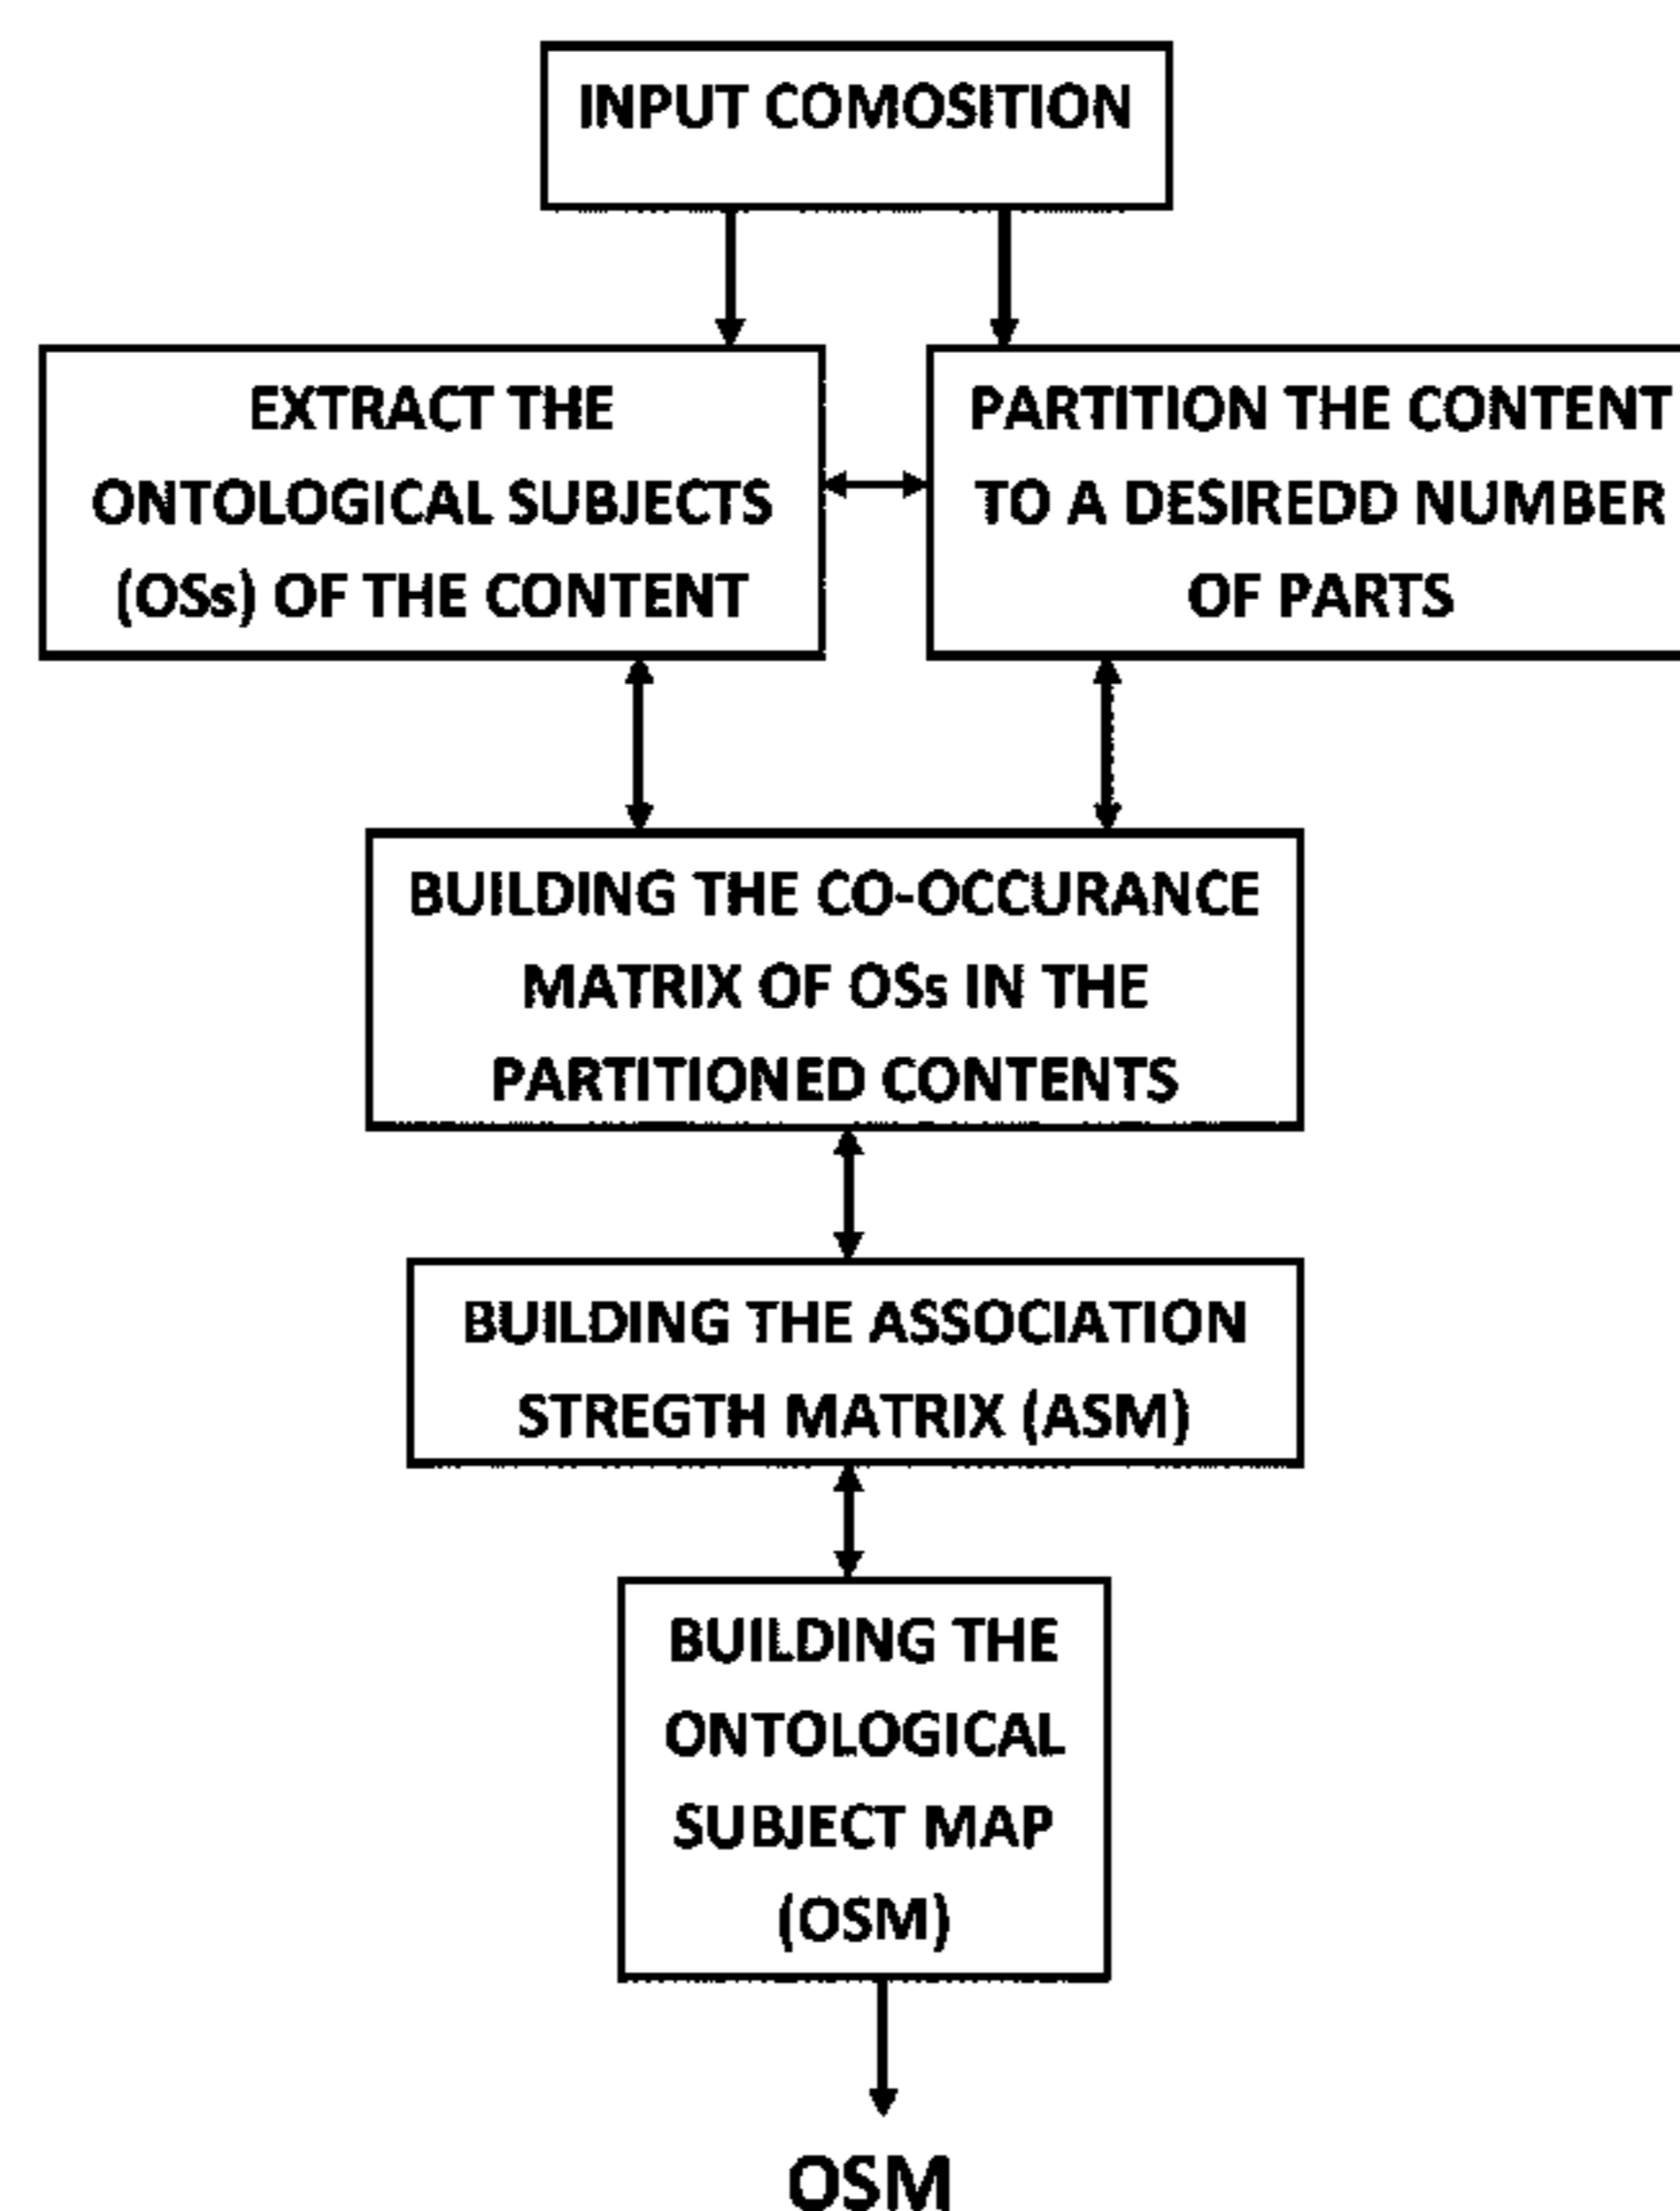 INPUT COMOSITION
EXTRACT THE
ONTOLOGICAL SUBJECTS
(OSs) OF THE CONTENT
PARTITION THE CONTENT
TO A DESIREDD NUMBER
OF PARTS
BUILDING THE CO-OCCURANCE
MATRIX OF OSs IN THE
PARTITIONED CONTENTS
BUILDING THE ASSOCIATION
STREGTH MATRIX (ASM)
BUILDING THE
ONTOLOGICAL
SUBJECT MAP
(OSM)
OSM